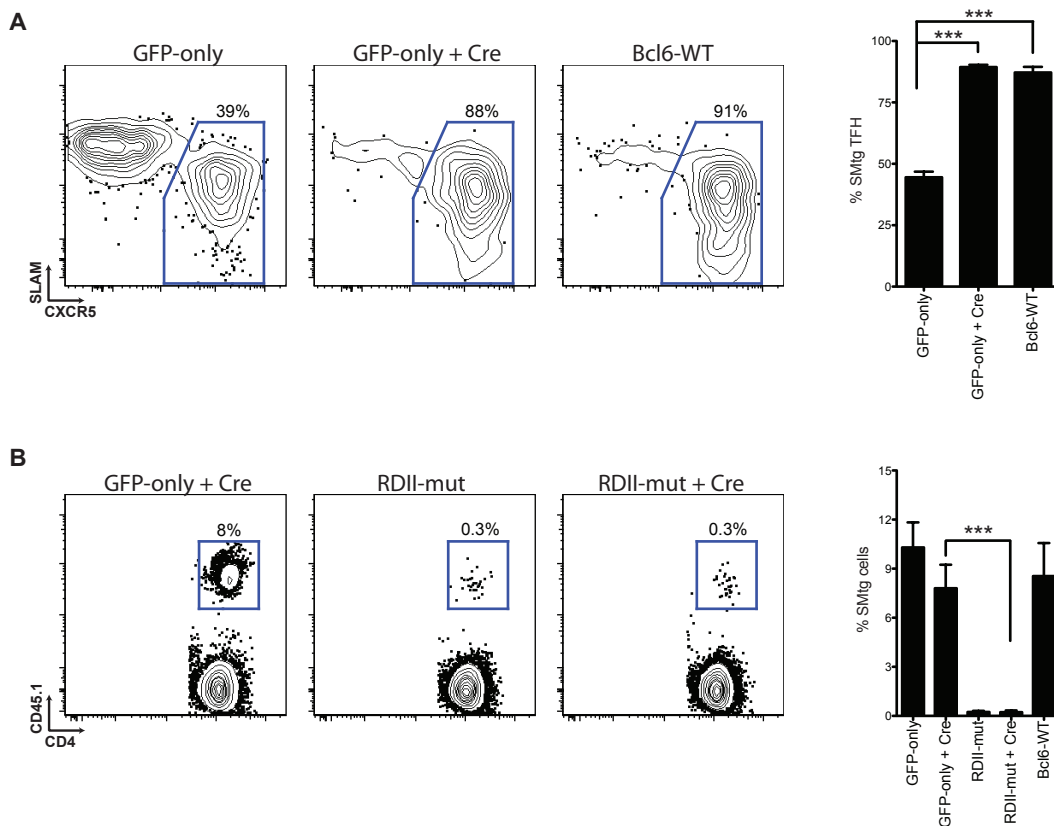 A
GFP-only
GFP-only + Cre
Bcl6-WT
39%
88%
91%
SLAM
CXCR5
***
***
100
75
50
25
0
% SMtg TFH
GFP-only
GFP-only + Cre
Bcl6-WT
B
GFP-only + Cre
RDII-mut
RDII-mut + Cre
8%
0.3%
0.3%
CD45.1
CD4
***
15
12
9
6
3
0
% SMtg cells
GFP-only
GFP-only + Cre
RDII-mut
RDII-mut + Cre
Bcl6-WT